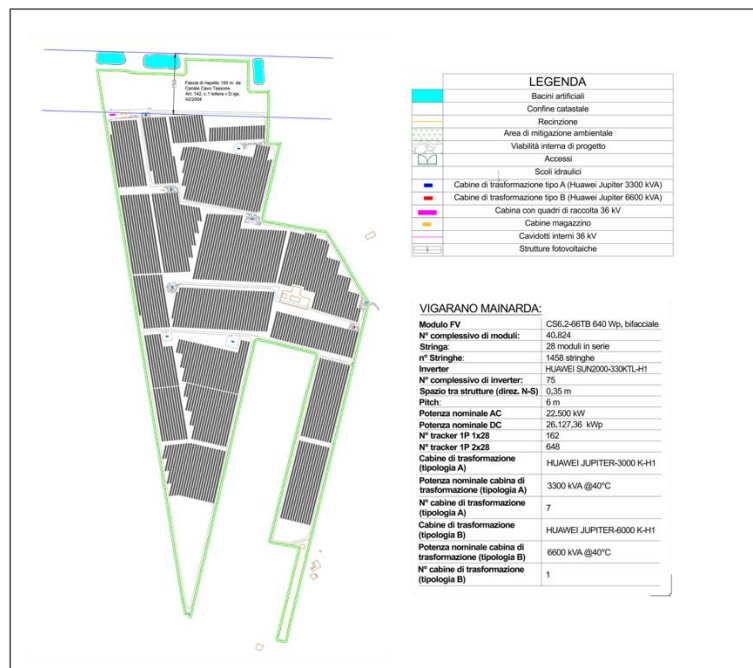 Fascia di rispetto 150 m. da
Canale Cavo Tassone
Art. 142, c.1 lettera c D.lgs.
42/2004
150
LEGENDA
Bacini artificiali
Confine catastale
Recinzione
Area di mitigazione ambientale
Viabilità interna di progetto
Accessi
Scoli idraulici
Cabine di trasformazione tipo A (Huawei Jupiter 3300 kVA)
Cabine di trasformazione tipo B (Huawei Jupiter 6600 kVA)
Cabina con quadri di raccolta 36 kV
Cabine magazzino
Cavidotti interni 36 kV
Strutture fotovoltaiche
VIGARANO MAINARDA:
Modulo FV CS6.2-66TB 640 Wp, bifacciale
N° complessivo di moduli: 40.824
Stringa: 28 moduli in serie
n° Stringhe: 1458 stringhe
Inverter HUAWEI SUN2000-330KTL-H1
N° complessivo di inverter: 75
Spazio tra strutture (direz. N-S) 0,35 m
Pitch: 6 m
Potenza nominale AC 22.500 kW
Potenza nominale DC 26.127,36 kWp
N° tracker 1P 1x28 162
N° tracker 1P 2x28 648
Cabine di trasformazione
(tipologia A) HUAWEI JUPITER-3000 K-H1
Potenza nominale cabina di
trasformazione (tipologia A) 3300 kVA @40°C
N° cabine di trasformazione
(tipologia A) 7
Cabine di trasformazione
(tipologia B) HUAWEI JUPITER-6000 K-H1
Potenza nominale cabina di
trasformazione (tipologia B) 6600 kVA @40°C
N° cabine di trasformazione
(tipologia B) 1